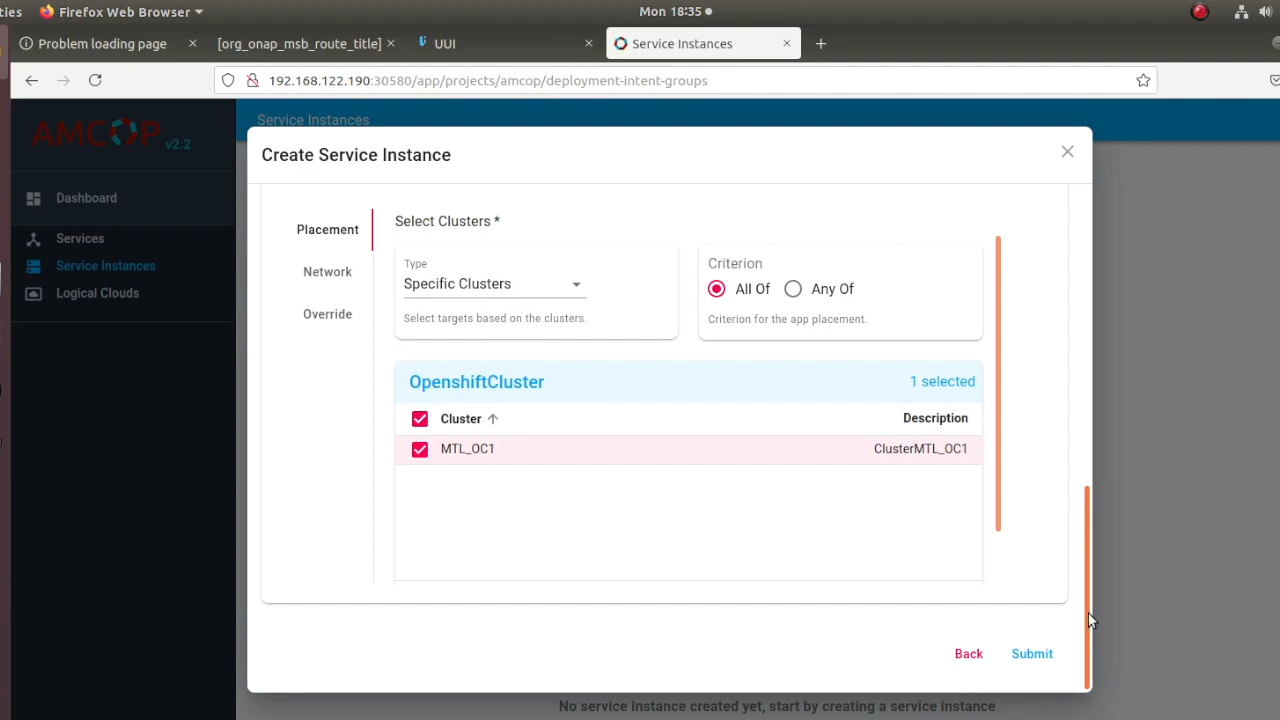 ties Firefox Web Browser Mon 18:35
Problem loading page [org_onap_msb_route_title] UUI Service Instances
192.168.122.190:30580/app/projects/amcop/deployment-intent-groups
AMCOP v2.2
Service Instances
Create Service Instance
Dashboard
Services
Service Instances
Logical Clouds
Placement
Network
Override
Select Clusters *
Type
Specific Clusters
Select targets based on the clusters.
Criterion
All Of Any Of
Criterion for the app placement.
OpenshiftCluster 1 selected
Cluster Description
MTL_OC1 ClusterMTL_OC1
Back Submit
No service instance created yet, start by creating a service instance